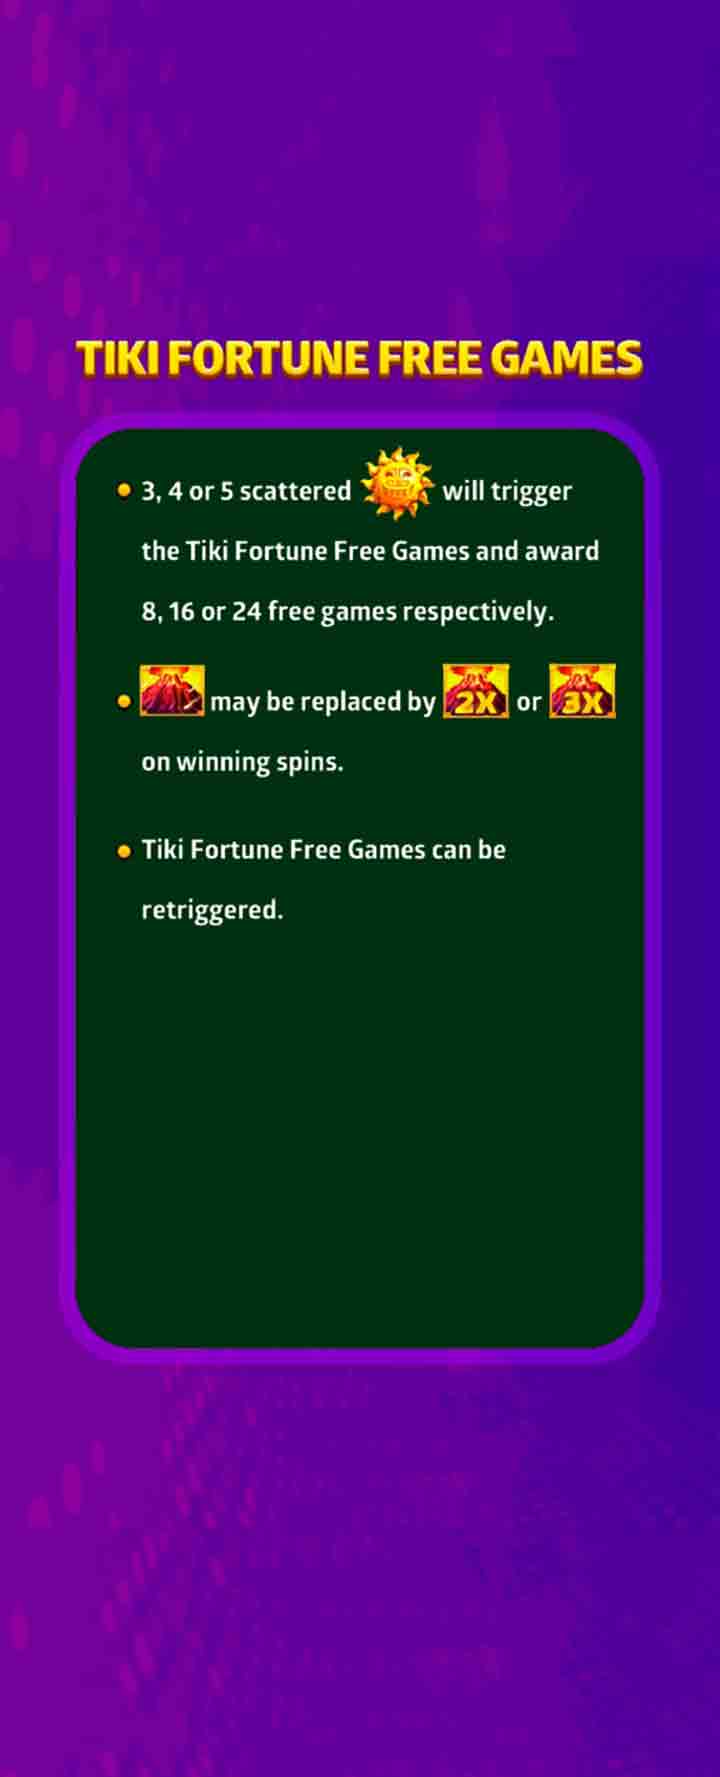 TIKI FORTUNE FREE GAMES
3, 4 or 5 scattered will trigger
the Tiki Fortune Free Games and award
8, 16 or 24 free games respectively.
may be replaced by 2X or 3X
on winning spins.
Tiki Fortune Free Games can be
retriggered.